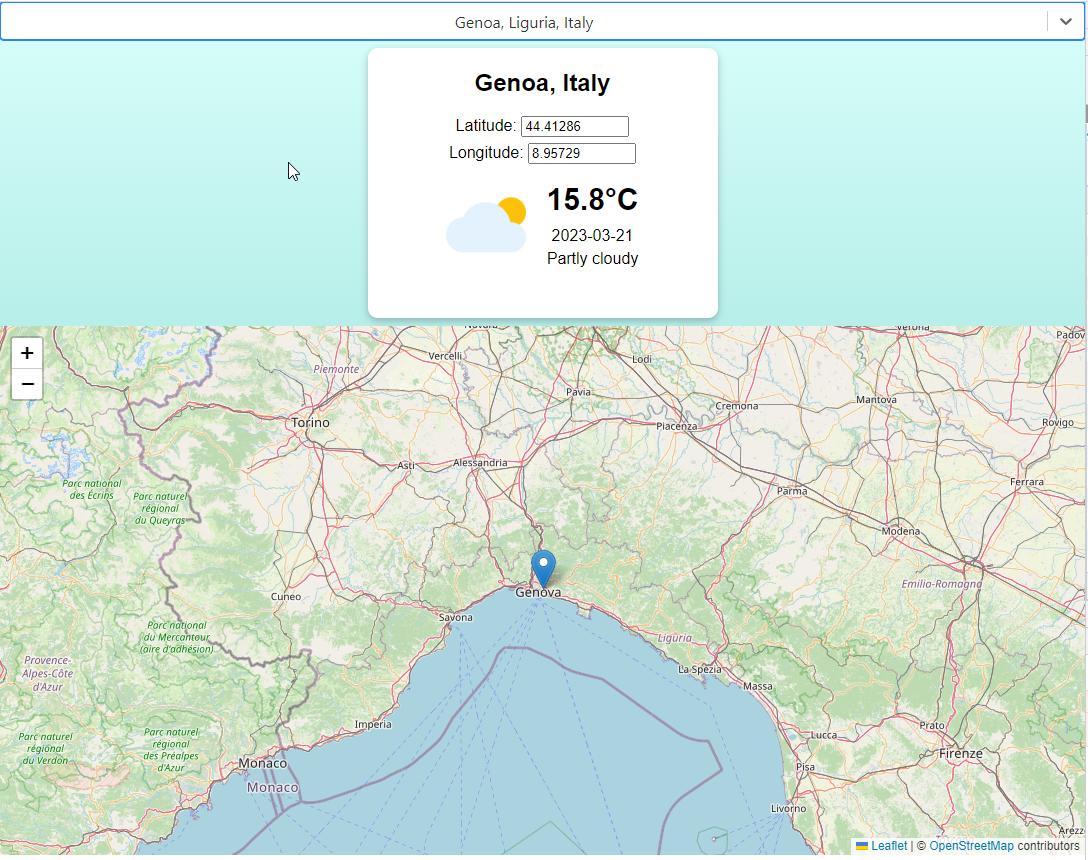 Genoa, Liguria, Italy
Genoa, Italy
Latitude: 44.41286
Longitude: 8.95729
15.8°C
2023-03-21
Partly cloudy
+
−
Novara
Verona
Padov
Vercelli
Lodi
Piemonte
Pavia
Cremona
Mantova
Torino
Piacenza
Rovigo
Asti
Alessandria
Parc national
des Écrins
Parc naturel
régional
du Queyras
Parma
Ferrara
Modena
Emilia-Romagna
Cuneo
Genova
Savona
Parc national
du Mercantour
(aire d'adhésion)
Liguria
Provence-
Alpes-Côte
d'Azur
La Spezia
Massa
Imperia
Parc naturel
régional
du Verdon
Parc naturel
régional
des Préalpes
d'Azur
Lucca
Prato
Firenze
Monaco
Monaco
Pisa
Livorno
Arezz
Leaflet | © OpenStreetMap contributors